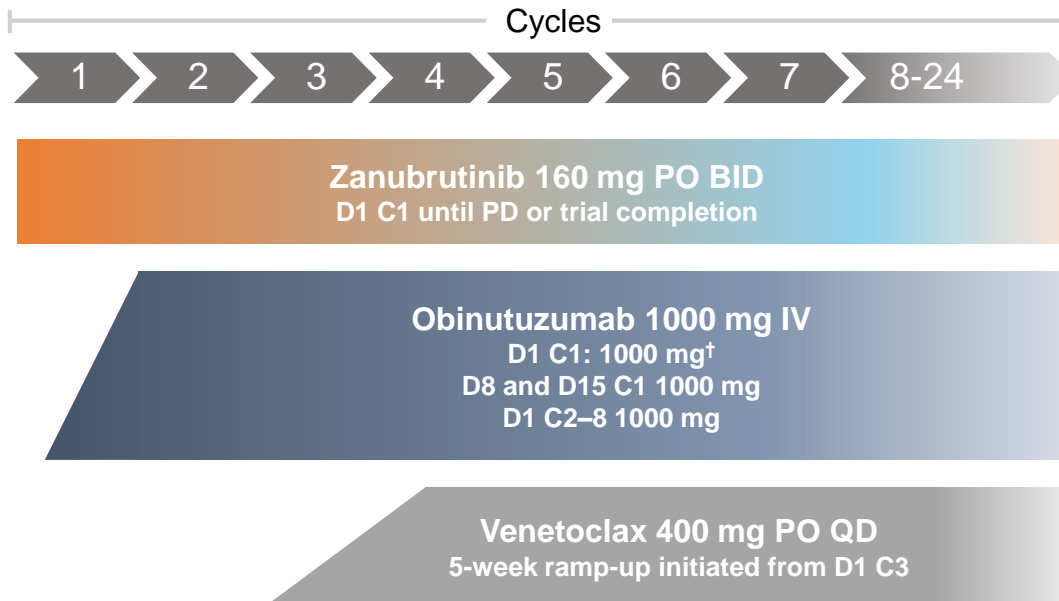 Cycles
1 2 3 4 5 6 7 8-24
Zanubrutinib 160 mg PO BID
D1 C1 until PD or trial completion
Obinutuzumab 1000 mg IV
D1 C1: 1000 mg†
D8 and D15 C1 1000 mg
D1 C2–8 1000 mg
Venetoclax 400 mg PO QD
5-week ramp-up initiated from D1 C3